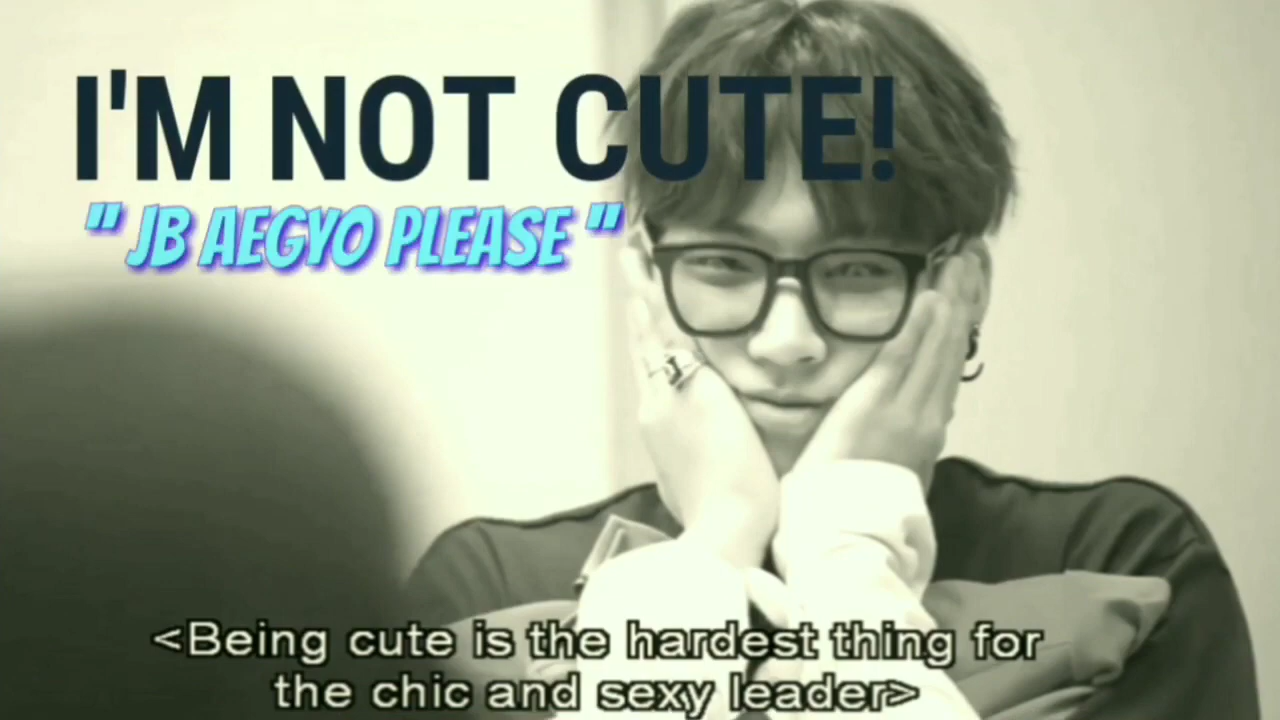 I'M NOT CUTE!
" JB AEGYO PLEASE "
<Being cute is the hardest thing for
the chic and sexy leader>